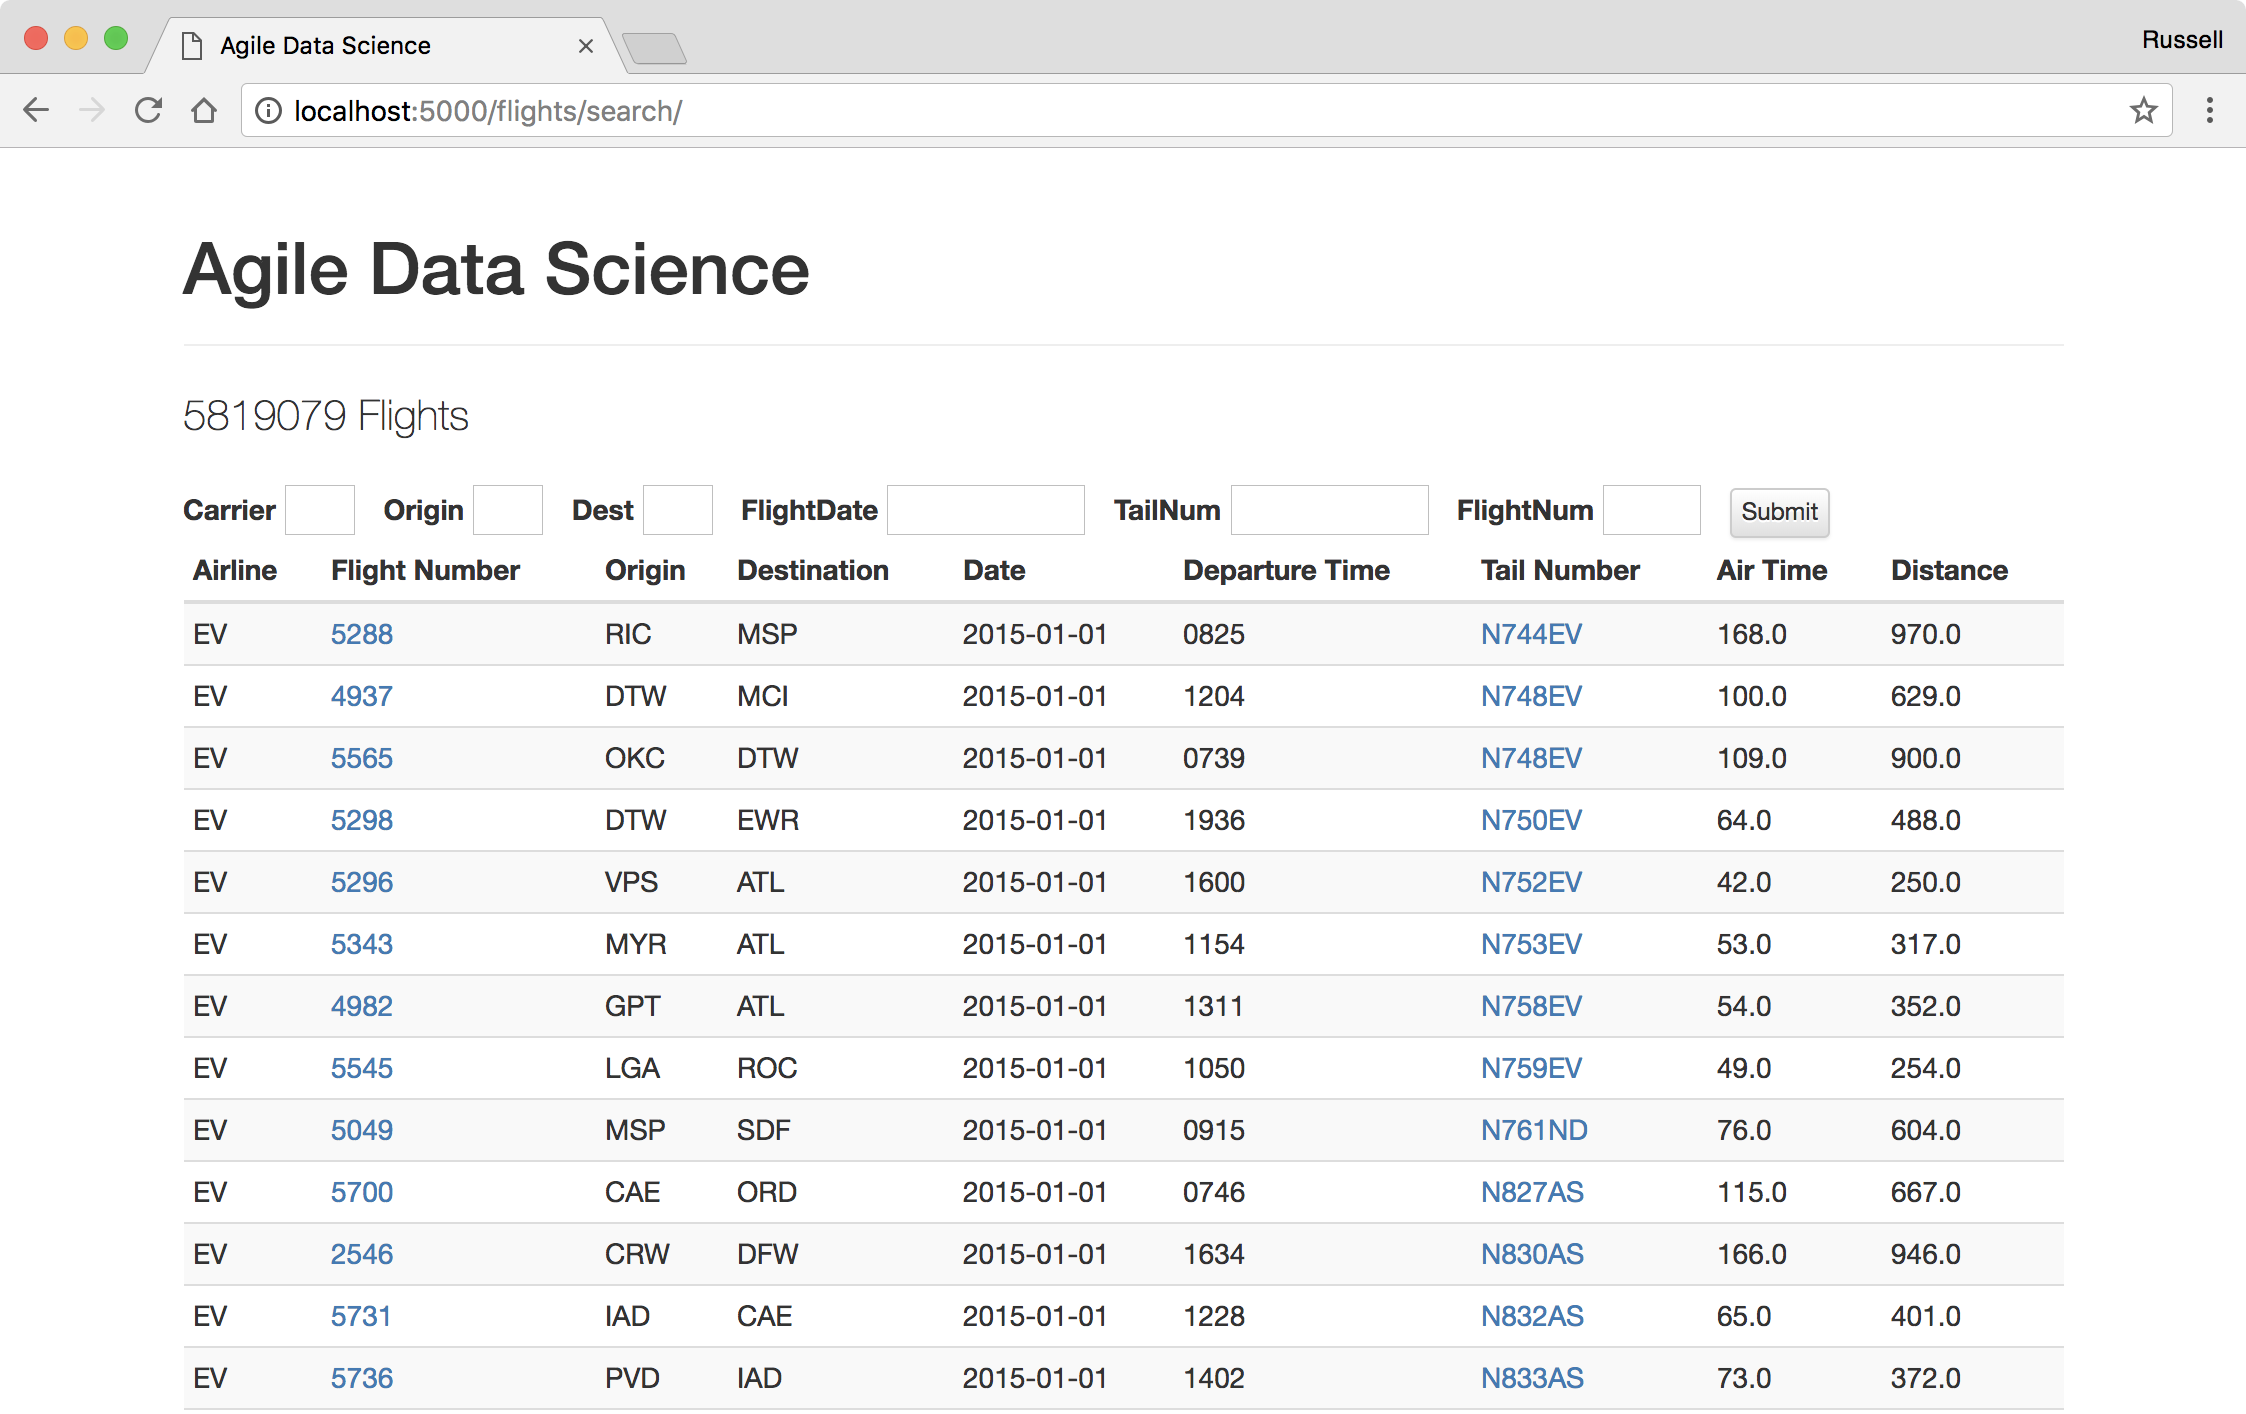 Agile Data Science
Russell
localhost:5000/flights/search/
Agile Data Science
5819079 Flights
Carrier Origin Dest FlightDate TailNum FlightNum Submit
Airline Flight Number Origin Destination Date Departure Time Tail Number Air Time Distance
EV 5288 RIC MSP 2015-01-01 0825 N744EV 168.0 970.0
EV 4937 DTW MCI 2015-01-01 1204 N748EV 100.0 629.0
EV 5565 OKC DTW 2015-01-01 0739 N748EV 109.0 900.0
EV 5298 DTW EWR 2015-01-01 1936 N750EV 64.0 488.0
EV 5296 VPS ATL 2015-01-01 1600 N752EV 42.0 250.0
EV 5343 MYR ATL 2015-01-01 1154 N753EV 53.0 317.0
EV 4982 GPT ATL 2015-01-01 1311 N758EV 54.0 352.0
EV 5545 LGA ROC 2015-01-01 1050 N759EV 49.0 254.0
EV 5049 MSP SDF 2015-01-01 0915 N761ND 76.0 604.0
EV 5700 CAE ORD 2015-01-01 0746 N827AS 115.0 667.0
EV 2546 CRW DFW 2015-01-01 1634 N830AS 166.0 946.0
EV 5731 IAD CAE 2015-01-01 1228 N832AS 65.0 401.0
EV 5736 PVD IAD 2015-01-01 1402 N833AS 73.0 372.0